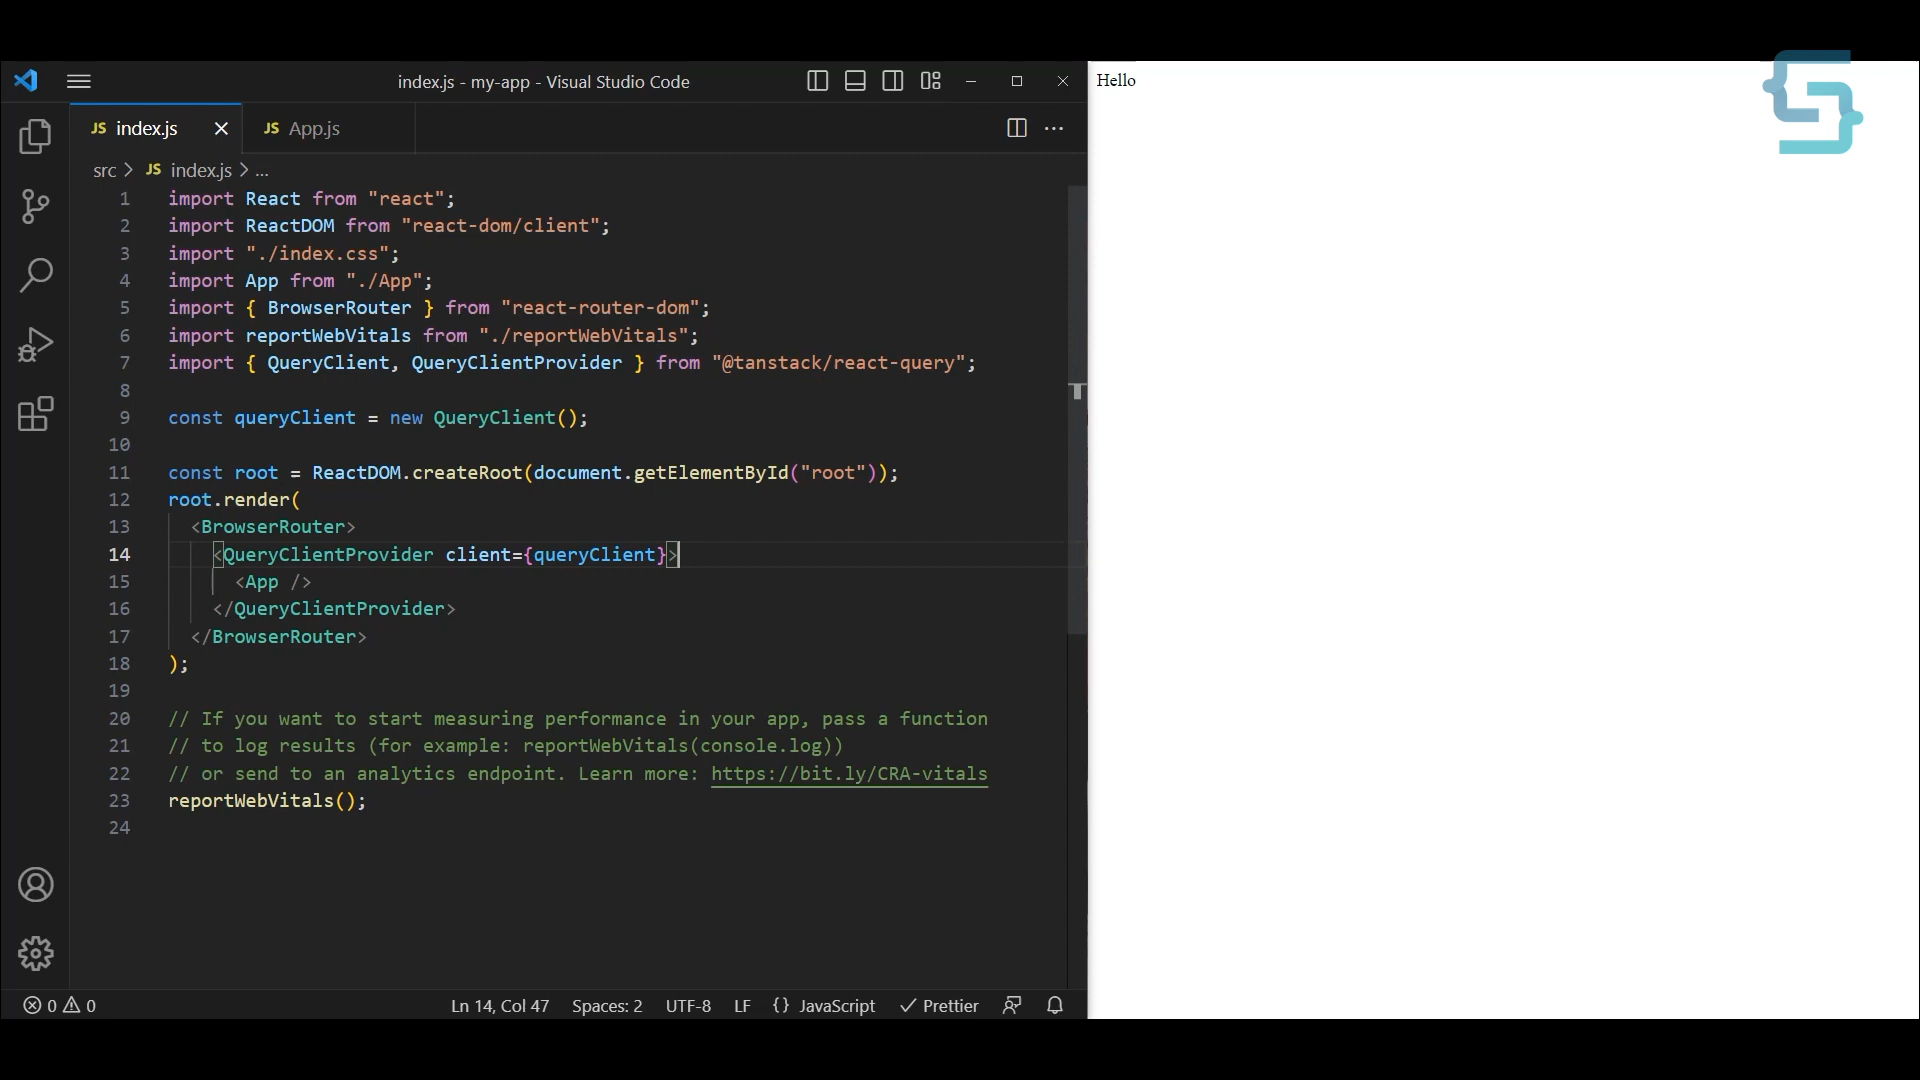 index.js - my-app - Visual Studio Code
JS index.js
JS App.js
src > JS index.js > ...
1 import React from "react";
2 import ReactDOM from "react-dom/client";
3 import "./index.css";
4 import App from "./App";
5 import { BrowserRouter } from "react-router-dom";
6 import reportWebVitals from "./reportWebVitals";
7 import { QueryClient, QueryClientProvider } from "@tanstack/react-query";
8
9 const queryClient = new QueryClient();
10
11 const root = ReactDOM.createRoot(document.getElementById("root"));
12 root.render(
13 <BrowserRouter>
14 <QueryClientProvider client={queryClient}>
15 <App />
16 </QueryClientProvider>
17 </BrowserRouter>
18 );
19
20 // If you want to start measuring performance in your app, pass a function
21 // to log results (for example: reportWebVitals(console.log))
22 // or send to an analytics endpoint. Learn more: https://bit.ly/CRA-vitals
23 reportWebVitals();
24
0 0 Ln 14, Col 47 Spaces: 2 UTF-8 LF {} JavaScript Prettier
Hello